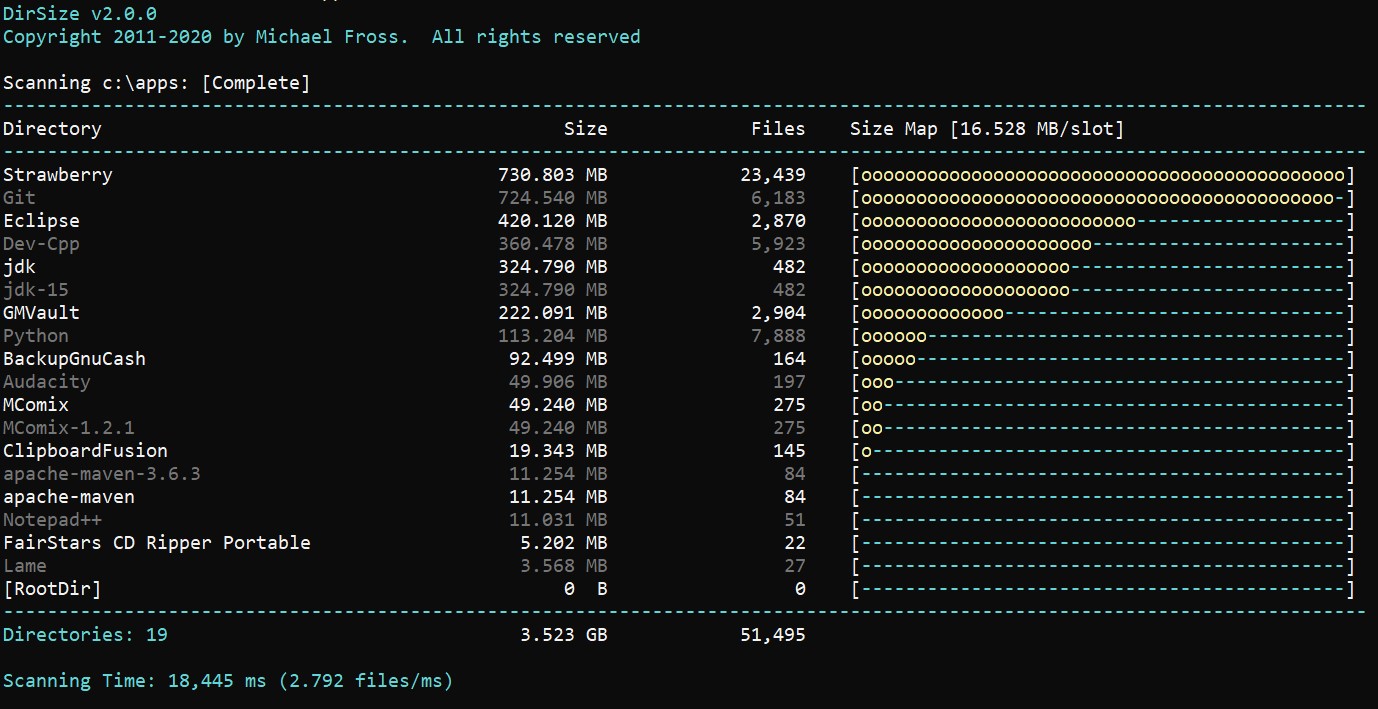 DirSize v2.0.0
Copyright 2011-2020 by Michael Fross.  All rights reserved
Scanning c:\apps: [Complete]
----------------------------------------------------------------------------------------------------------------------------
Directory Size Files Size Map [16.528 MB/slot]
----------------------------------------------------------------------------------------------------------------------------
Strawberry 730.803 MB 23,439 [oooooooooooooooooooooooooooooooooooooooooooo]
Git 724.540 MB 6,183 [ooooooooooooooooooooooooooooooooooooooooooo-]
Eclipse 420.120 MB 2,870 [ooooooooooooooooooooooooo-------------------]
Dev-Cpp 360.478 MB 5,923 [ooooooooooooooooooooo-----------------------]
jdk 324.790 MB 482 [ooooooooooooooooooo-------------------------]
jdk-15 324.790 MB 482 [ooooooooooooooooooo-------------------------]
GMVault 222.091 MB 2,904 [ooooooooooooo-------------------------------]
Python 113.204 MB 7,888 [oooooo--------------------------------------]
BackupGnuCash 92.499 MB 164 [ooooo---------------------------------------]
Audacity 49.906 MB 197 [ooo-----------------------------------------]
MComix 49.240 MB 275 [oo------------------------------------------]
MComix-1.2.1 49.240 MB 275 [oo------------------------------------------]
ClipboardFusion 19.343 MB 145 [o-------------------------------------------]
apache-maven-3.6.3 11.254 MB 84 [--------------------------------------------]
apache-maven 11.254 MB 84 [--------------------------------------------]
Notepad++ 11.031 MB 51 [--------------------------------------------]
FairStars CD Ripper Portable 5.202 MB 22 [--------------------------------------------]
Lame 3.568 MB 27 [--------------------------------------------]
[RootDir] 0 B 0 [--------------------------------------------]
----------------------------------------------------------------------------------------------------------------------------
Directories: 19 3.523 GB 51,495
Scanning Time: 18,445 ms (2.792 files/ms)